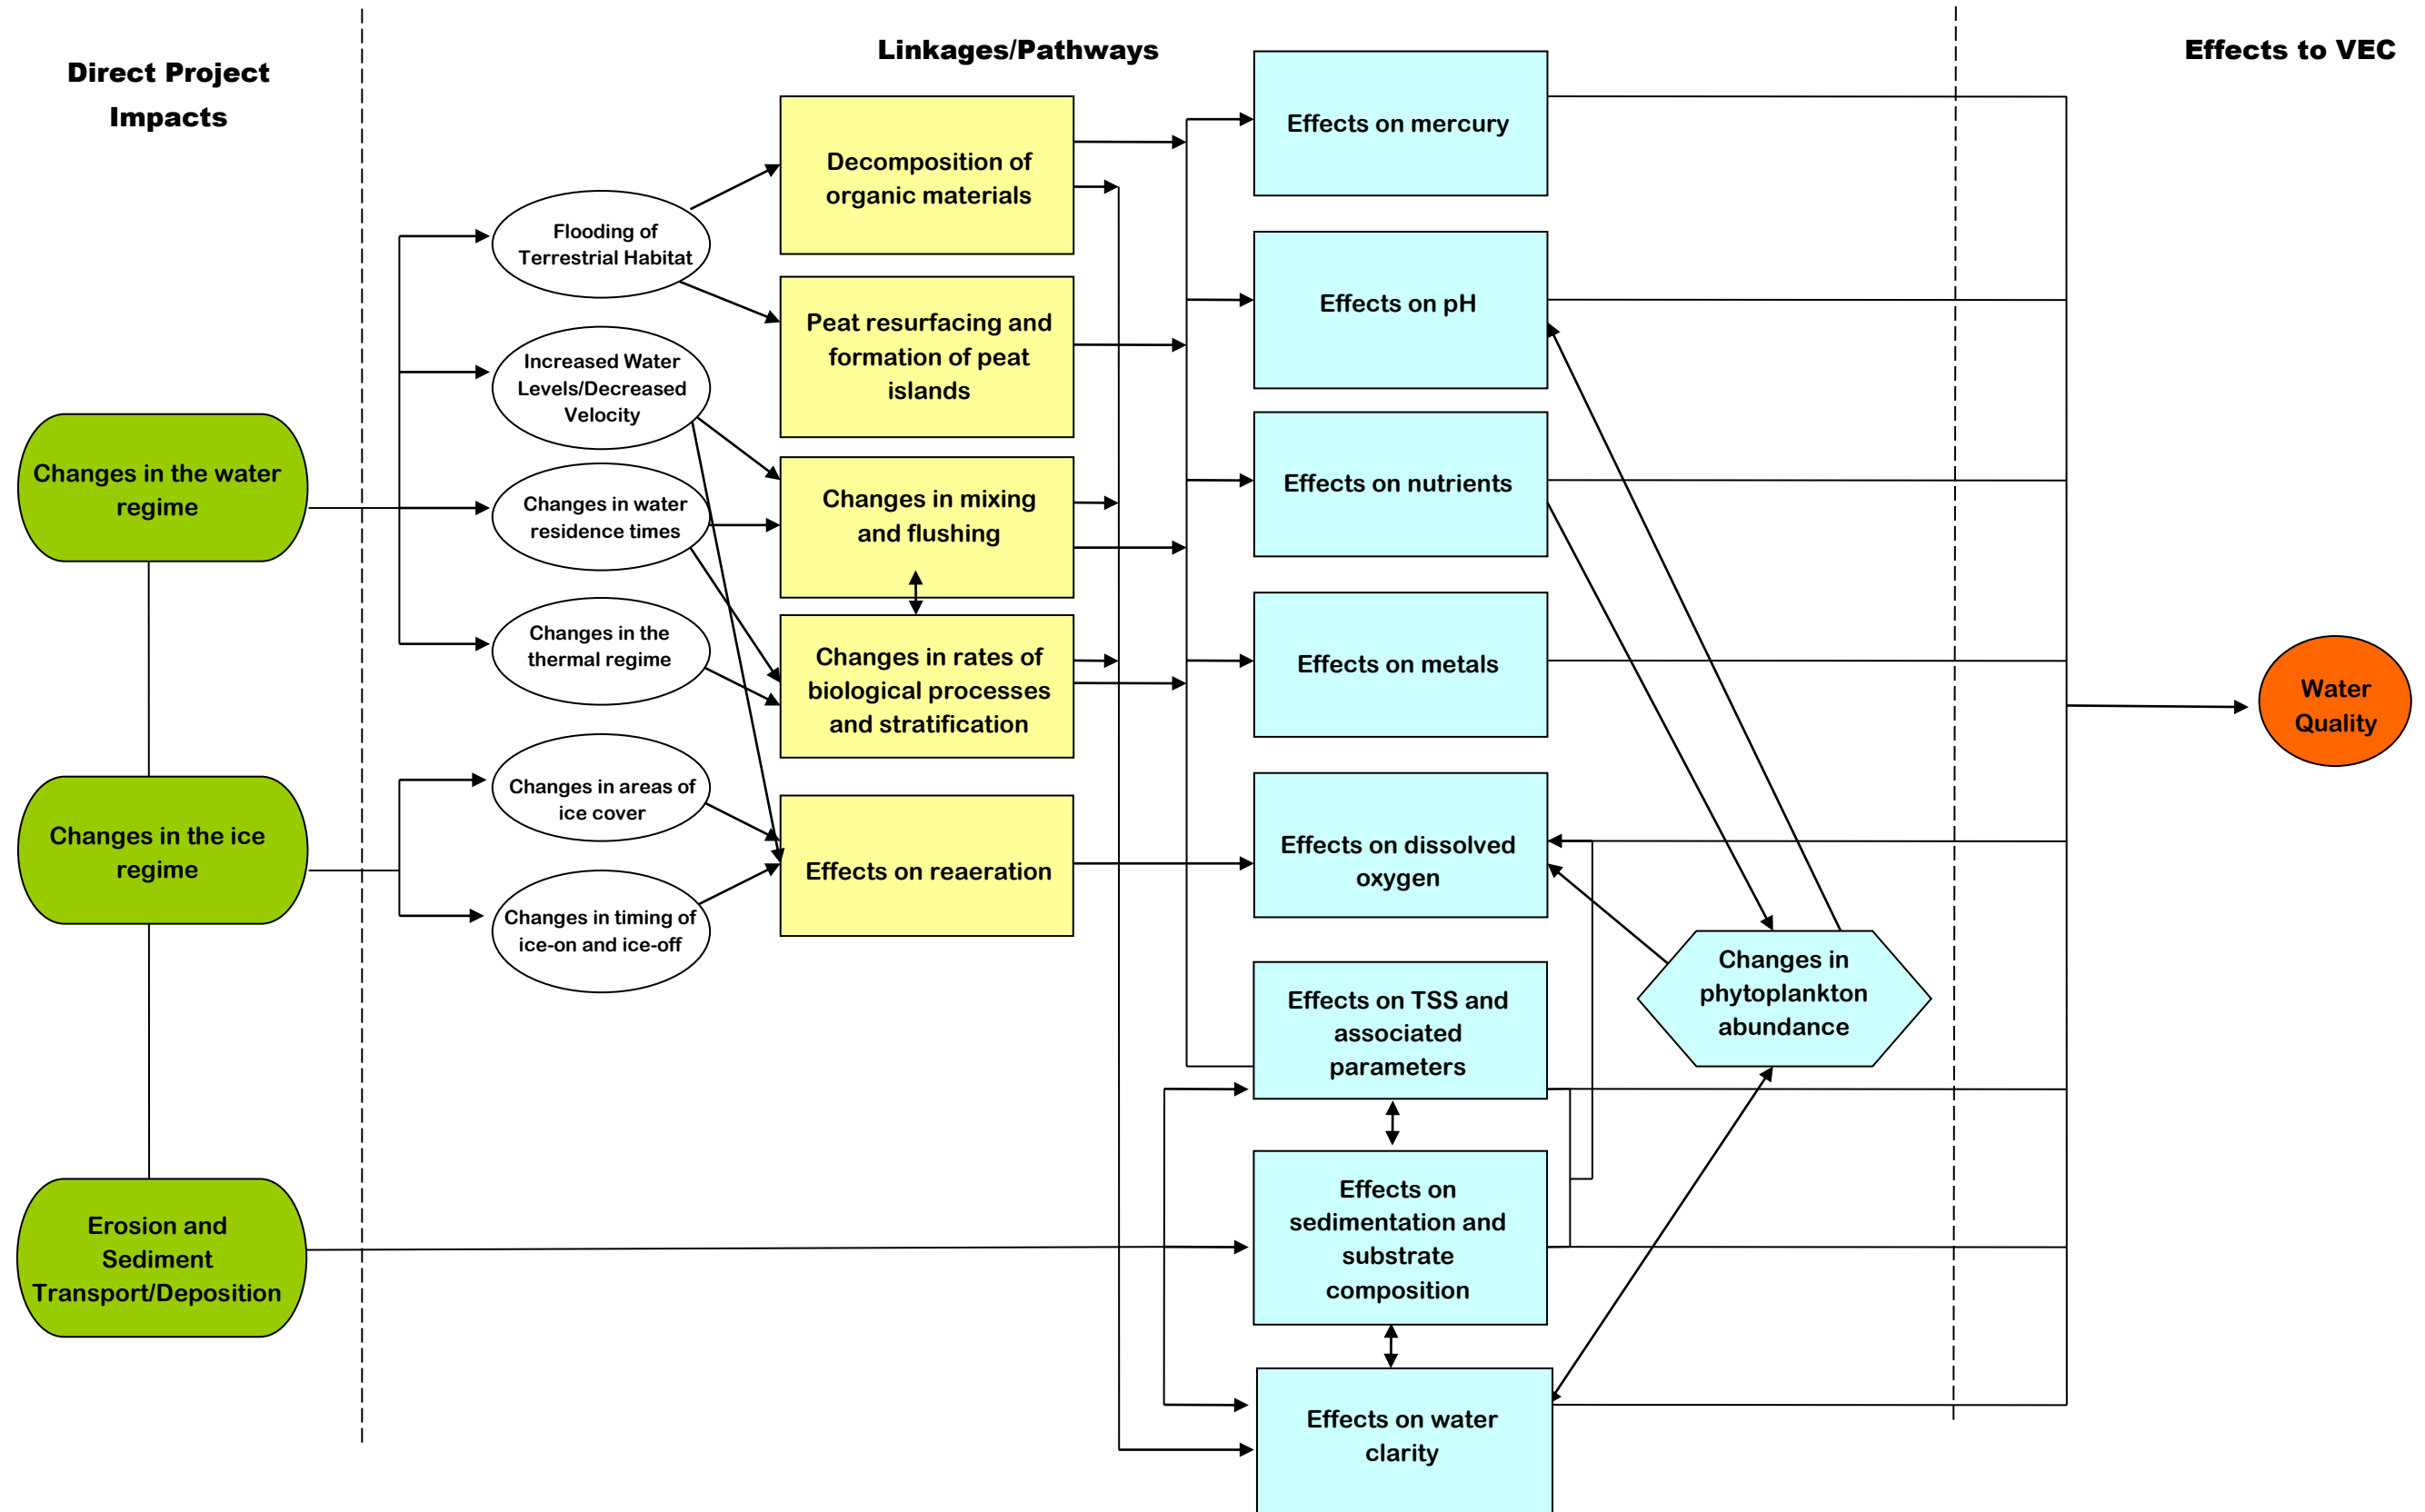 Direct Project
Impacts
Linkages/Pathways
Effects to VEC
Changes in the water
regime
Changes in the ice
regime
Erosion and
Sediment
Transport/Deposition
Flooding of
Terrestrial Habitat
Increased Water
Levels/Decreased
Velocity
Changes in water
residence times
Changes in the
thermal regime
Changes in areas of
ice cover
Changes in timing of
ice-on and ice-off
Decomposition of
organic materials
Peat resurfacing and
formation of peat
islands
Changes in mixing
and flushing
Changes in rates of
biological processes
and stratification
Effects on reaeration
Effects on mercury
Effects on pH
Effects on nutrients
Effects on metals
Effects on dissolved
oxygen
Effects on TSS and
associated
parameters
Effects on
sedimentation and
substrate
composition
Effects on water
clarity
Changes in
phytoplankton
abundance
Water
Quality